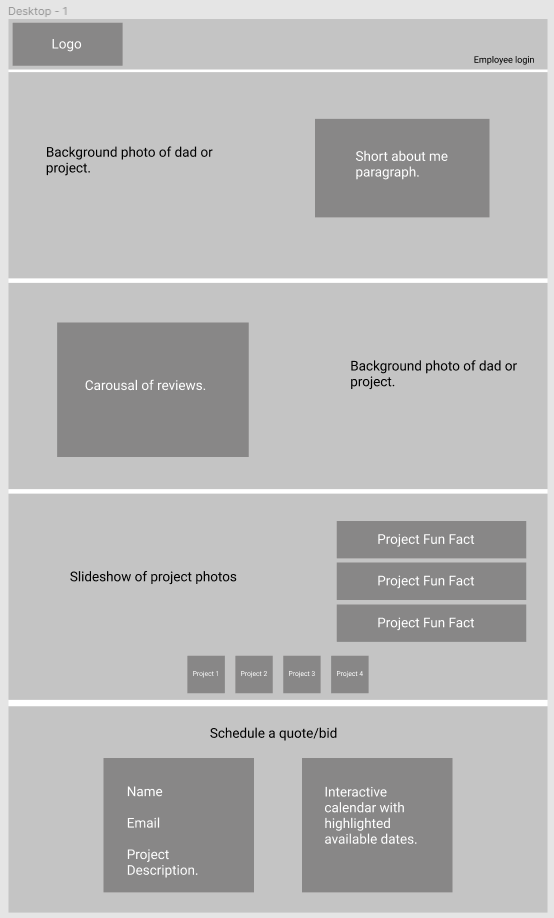 Desktop - 1
Logo
Employee login
Background photo of dad or
project.
Short about me
paragraph.
Carousal of reviews.
Background photo of dad or
project.
Slideshow of project photos
Project Fun Fact
Project Fun Fact
Project Fun Fact
Project 1
Project 2
Project 3
Project 4
Schedule a quote/bid
Name
Email
Project
Description.
Interactive
calendar with
highlighted
available dates.